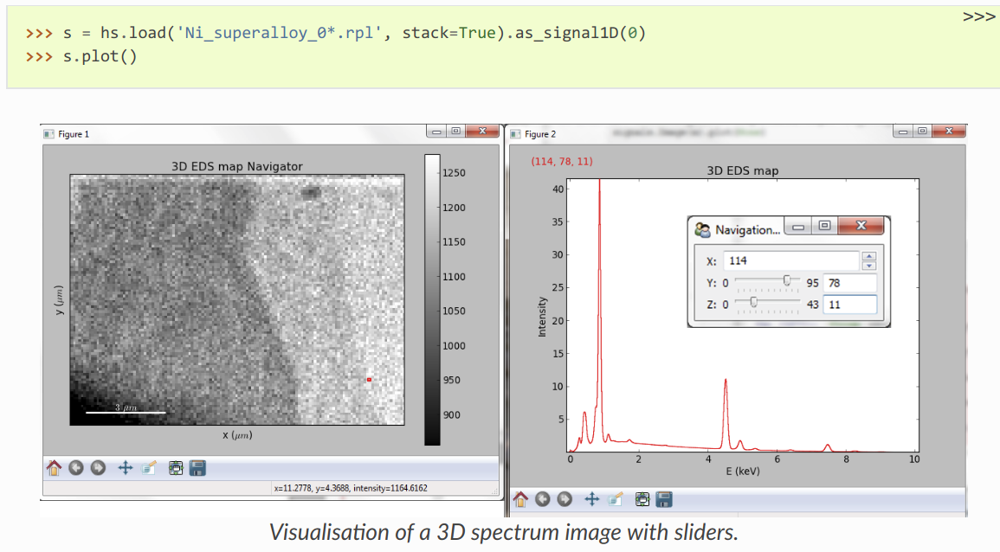 >>>
>>> s = hs.load('Ni_superalloy_0*.rpl', stack=True).as_signal1D(0)
>>> s.plot()
Figure 1
3D EDS map Navigator
1250
1200
1150
1100
1050
1000
950
900
y (μm)
3 μm
x (μm)
x=11.2778, y=4.3688, intensity=1164.6162
Figure 2
(114, 78, 11)
3D EDS map
40
35
30
25
20
15
10
5
Intensity
0 2 4 6 8 10
E (keV)
Navigation...
X: 114
Y: 0 95 78
Z: 0 43 11
Visualisation of a 3D spectrum image with sliders.